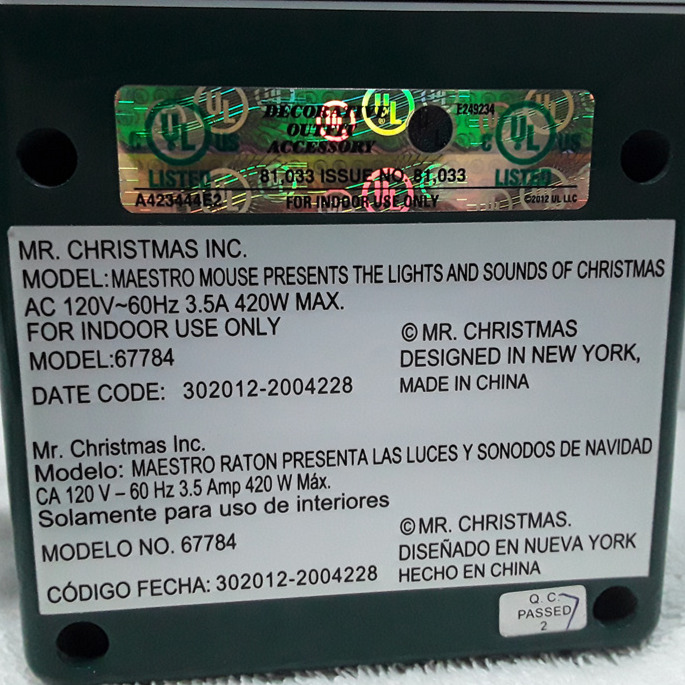 DECORATIVE
OUTFIT
ACCESSORY
E249234
C UL US
LISTED
81,033 ISSUE NO. 81,033
C UL US
LISTED
A423444E2
FOR INDOOR USE ONLY
©2012 UL LLC
MR. CHRISTMAS INC.
MODEL: MAESTRO MOUSE PRESENTS THE LIGHTS AND SOUNDS OF CHRISTMAS
AC 120V~60Hz 3.5A 420W MAX.
FOR INDOOR USE ONLY
MODEL:67784
DATE CODE: 302012-2004228
© MR. CHRISTMAS
DESIGNED IN NEW YORK,
MADE IN CHINA
Mr. Christmas Inc.
Modelo: MAESTRO RATON PRESENTA LAS LUCES Y SONODOS DE NAVIDAD
CA 120 V – 60 Hz 3.5 Amp 420 W Máx.
Solamente para uso de interiores
MODELO NO. 67784
CÓDIGO FECHA: 302012-2004228
© MR. CHRISTMAS.
DISEÑADO EN NUEVA YORK
HECHO EN CHINA
Q.C.
PASSED
2